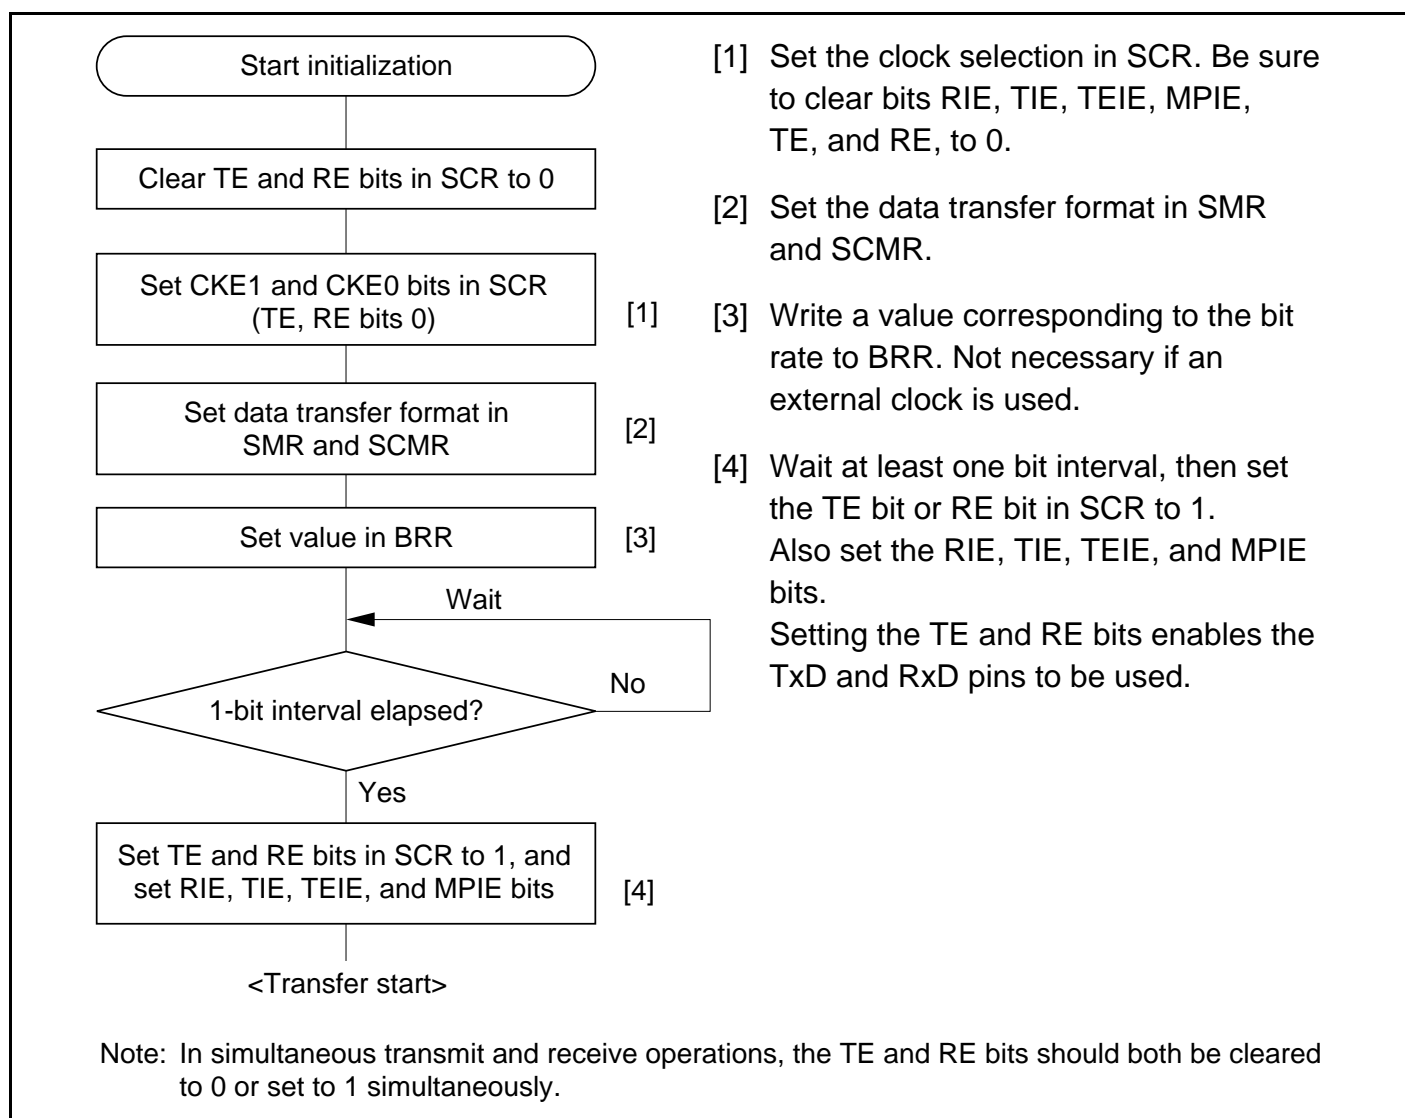 Start initialization
Clear TE and RE bits in SCR to 0
Set CKE1 and CKE0 bits in SCR
(TE, RE bits 0)
[1]
Set data transfer format in
SMR and SCMR
[2]
Set value in BRR
[3]
Wait
No
1-bit interval elapsed?
Yes
Set TE and RE bits in SCR to 1, and
set RIE, TIE, TEIE, and MPIE bits
[4]
<Transfer start>
[1] Set the clock selection in SCR. Be sure
to clear bits RIE, TIE, TEIE, MPIE,
TE, and RE, to 0.
[2] Set the data transfer format in SMR
and SCMR.
[3] Write a value corresponding to the bit
rate to BRR. Not necessary if an
external clock is used.
[4] Wait at least one bit interval, then set
the TE bit or RE bit in SCR to 1.
Also set the RIE, TIE, TEIE, and MPIE
bits.
Setting the TE and RE bits enables the
TxD and RxD pins to be used.
Note: In simultaneous transmit and receive operations, the TE and RE bits should both be cleared
to 0 or set to 1 simultaneously.